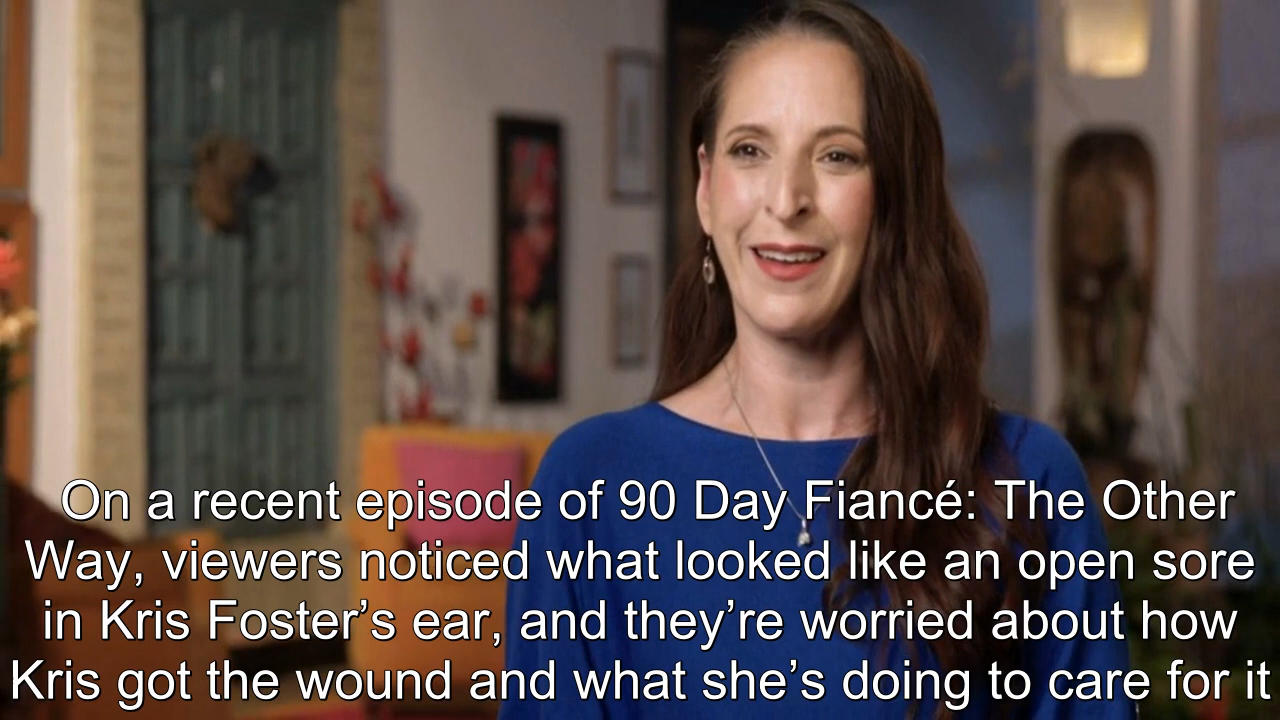 On a recent episode of 90 Day Fiancé: The Other
Way, viewers noticed what looked like an open sore
in Kris Foster’s ear, and they’re worried about how
Kris got the wound and what she’s doing to care for it